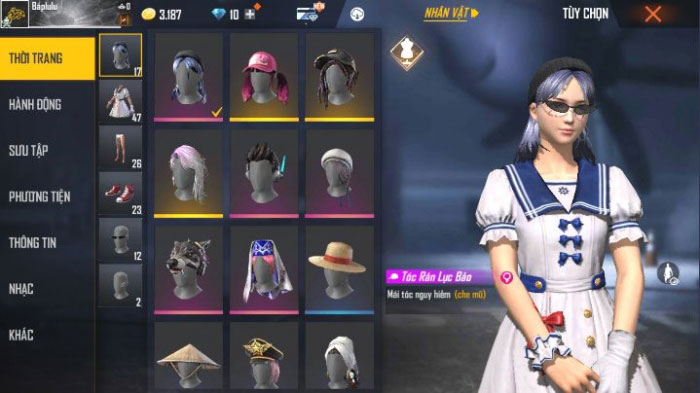 Báplulu
3.187
10
NHÂN VẬT
TÙY CHỌN
THỜI TRANG
HÀNH ĐỘNG
SƯU TẬP
PHƯƠNG TIỆN
THÔNG TIN
NHẠC
KHÁC
17
47
26
23
12
2
Tóc Rắn Lục Bảo
Mái tóc nguy hiểm (che mũ)